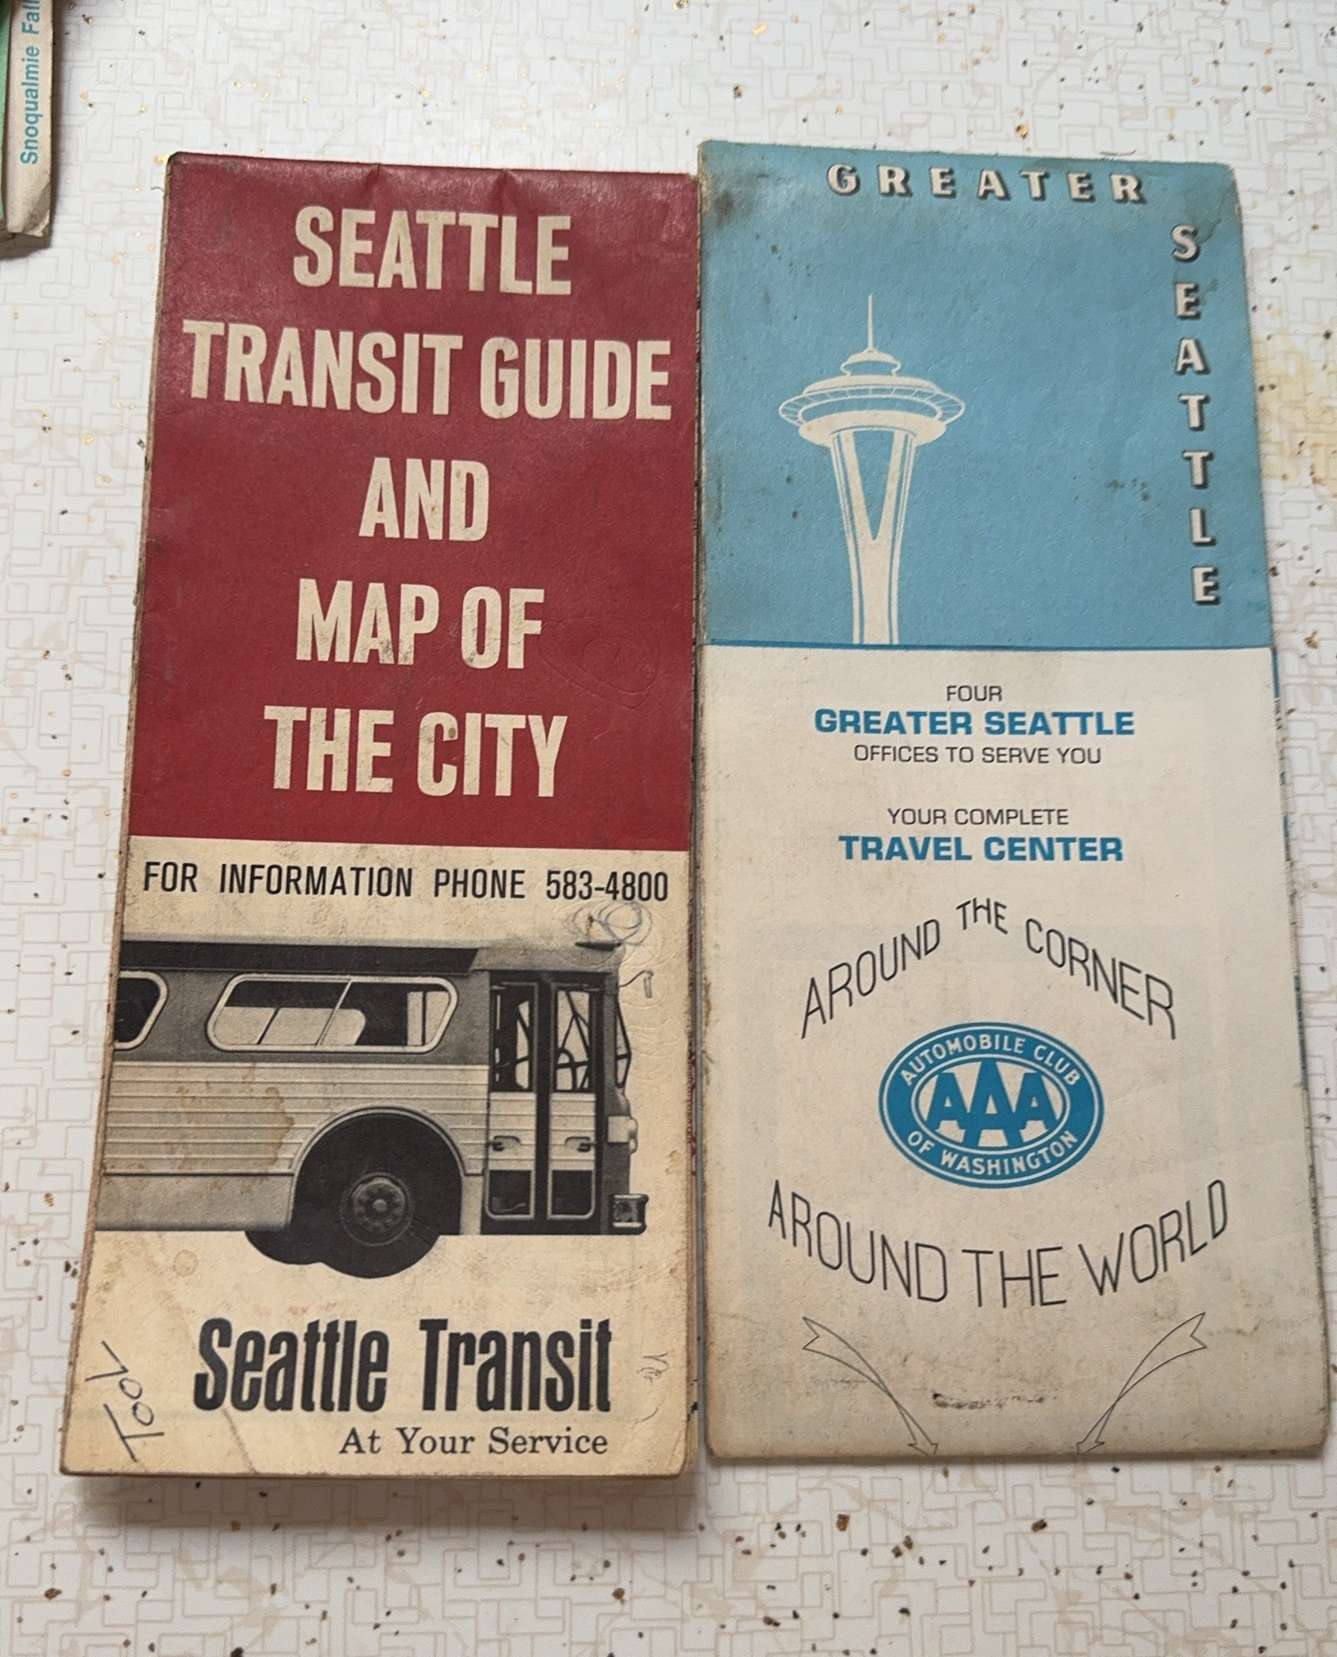 Snoqualmie Fall
SEATTLE
TRANSIT GUIDE
AND
MAP OF
THE CITY
FOR INFORMATION PHONE 583-4800
Seattle Transit
At Your Service
TOOL
GREATER
SEATTLE
FOUR
GREATER SEATTLE
OFFICES TO SERVE YOU
YOUR COMPLETE
TRAVEL CENTER
AROUND THE CORNER
AUTOMOBILE CLUB
AAA
OF WASHINGTON
AROUND THE WORLD